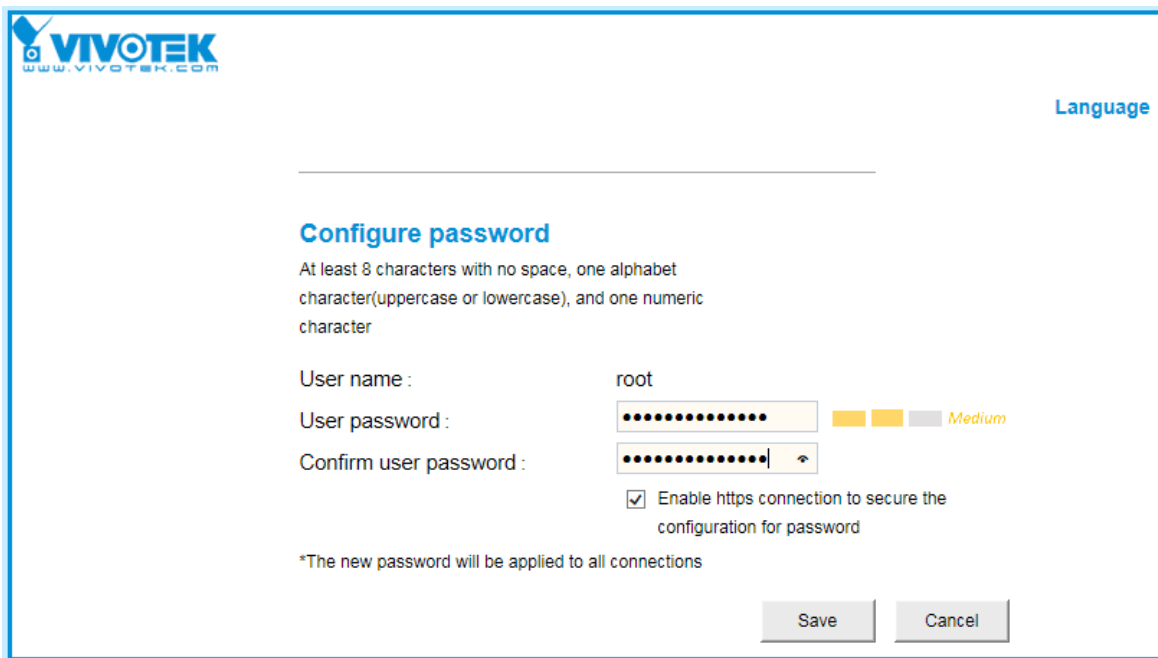 VIVOTEK
www.vivotek.com
Language
Configure password
At least 8 characters with no space, one alphabet
character(uppercase or lowercase), and one numeric
character
User name : root
User password : •••••••••••••• Medium
Confirm user password : ••••••••••••••
Enable https connection to secure the
configuration for password
*The new password will be applied to all connections
Save Cancel